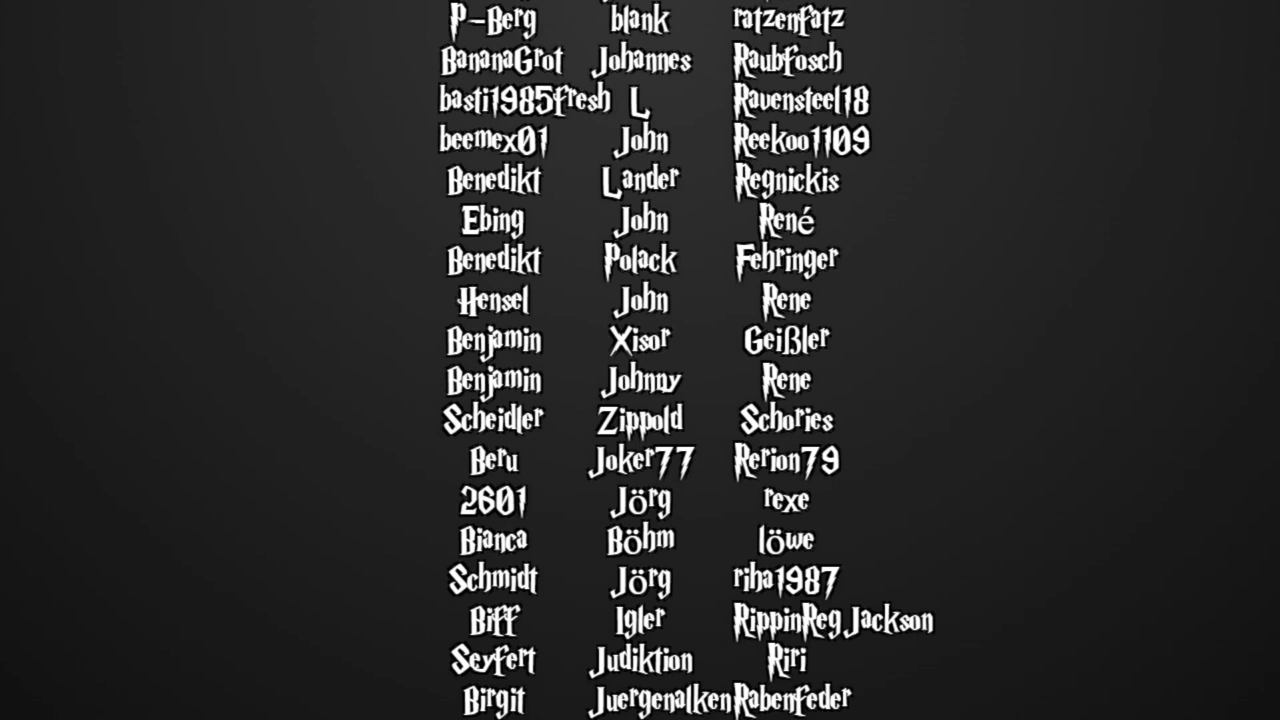 P-Berg blank ratzenfatz
BananaGrot Johannes Raubfosch
basti1985fresh L Ravensteel18
beemex01 John Reekoo1109
Benedikt Lander Regnickis
Ebing John René
Benedikt Polack Fehringer
Hensel John Rene
Benjamin Xisor Geißler
Benjamin Johnny Rene
Scheidler Zippold Schories
Beru Joker77 Rerion79
2601 Jörg rexe
Bianca Böhm löwe
Schmidt Jörg riha1987
Biff Igler RippinRegJackson
Seyfert Judiktion Riri
Birgit Juergenalken Rabenfeder